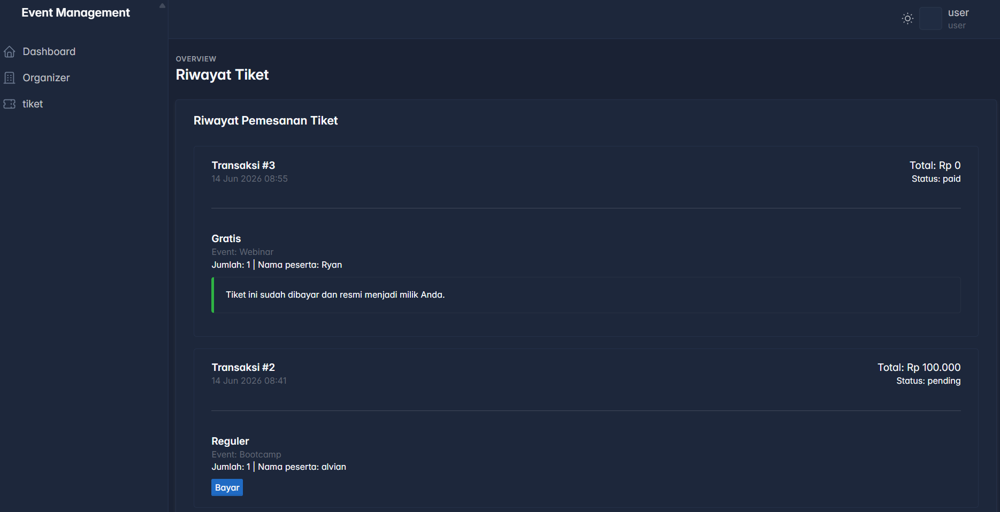 Event Management
Dashboard
Organizer
tiket
user
user
OVERVIEW
Riwayat Tiket
Riwayat Pemesanan Tiket
Transaksi #3
14 Jun 2026 08:55
Total: Rp 0
Status: paid
Gratis
Event: Webinar
Jumlah: 1 | Nama peserta: Ryan
Tiket ini sudah dibayar dan resmi menjadi milik Anda.
Transaksi #2
14 Jun 2026 08:41
Total: Rp 100.000
Status: pending
Reguler
Event: Bootcamp
Jumlah: 1 | Nama peserta: alvian
Bayar